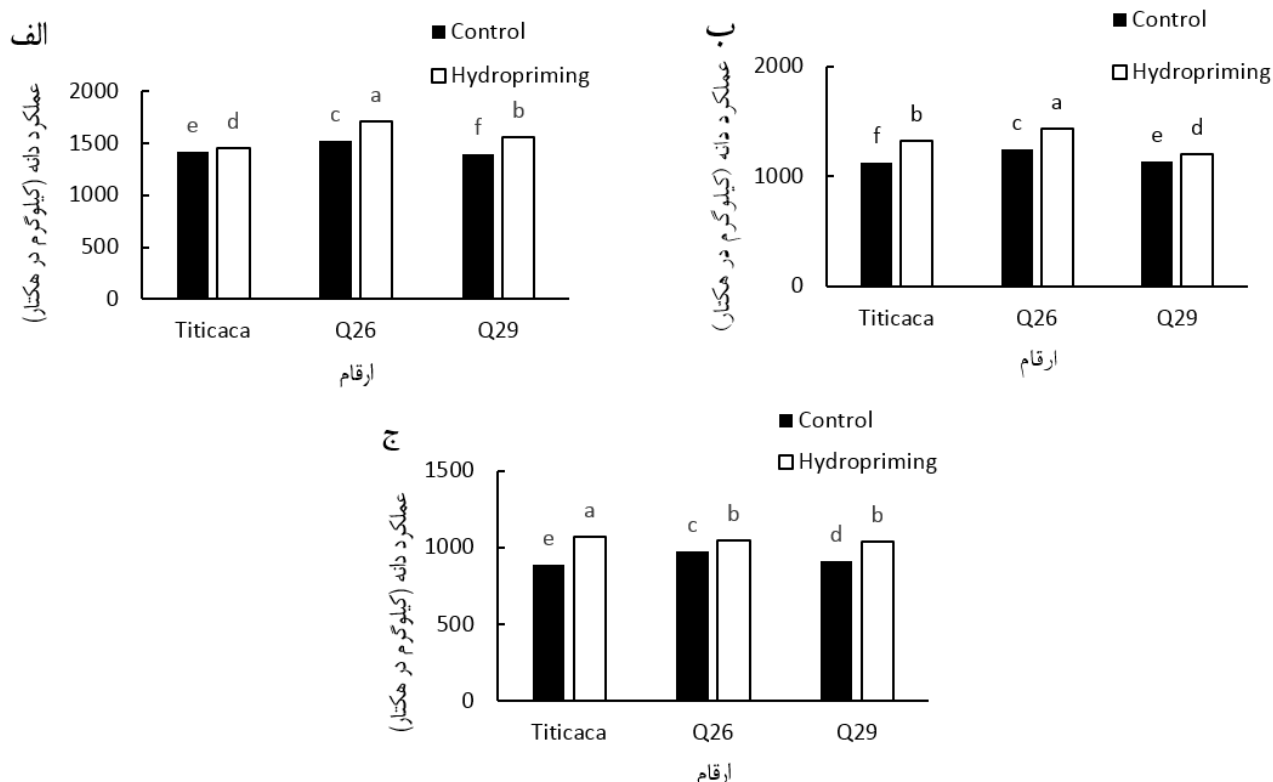 الف
Control
Hydropriming
عملکرد دانه (کیلوگرم در هکتار)
2000
1500
1000
500
0
e
d
c
a
f
b
Titicaca
Q26
Q29
ارقام
ب
Control
Hydropriming
عملکرد دانه (کیلوگرم در هکتار)
2000
1000
0
f
b
c
a
e
d
Titicaca
Q26
Q29
ارقام
ج
Control
Hydropriming
عملکرد دانه (کیلوگرم در هکتار)
1500
1000
500
0
e
a
c
b
d
b
Titicaca
Q26
Q29
ارقام